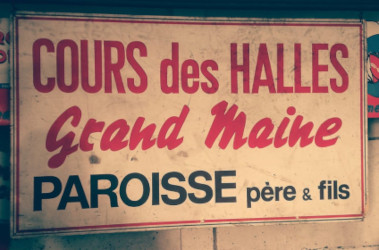 COURS des HALLES
Grand Maine
PAROISSE père & fils